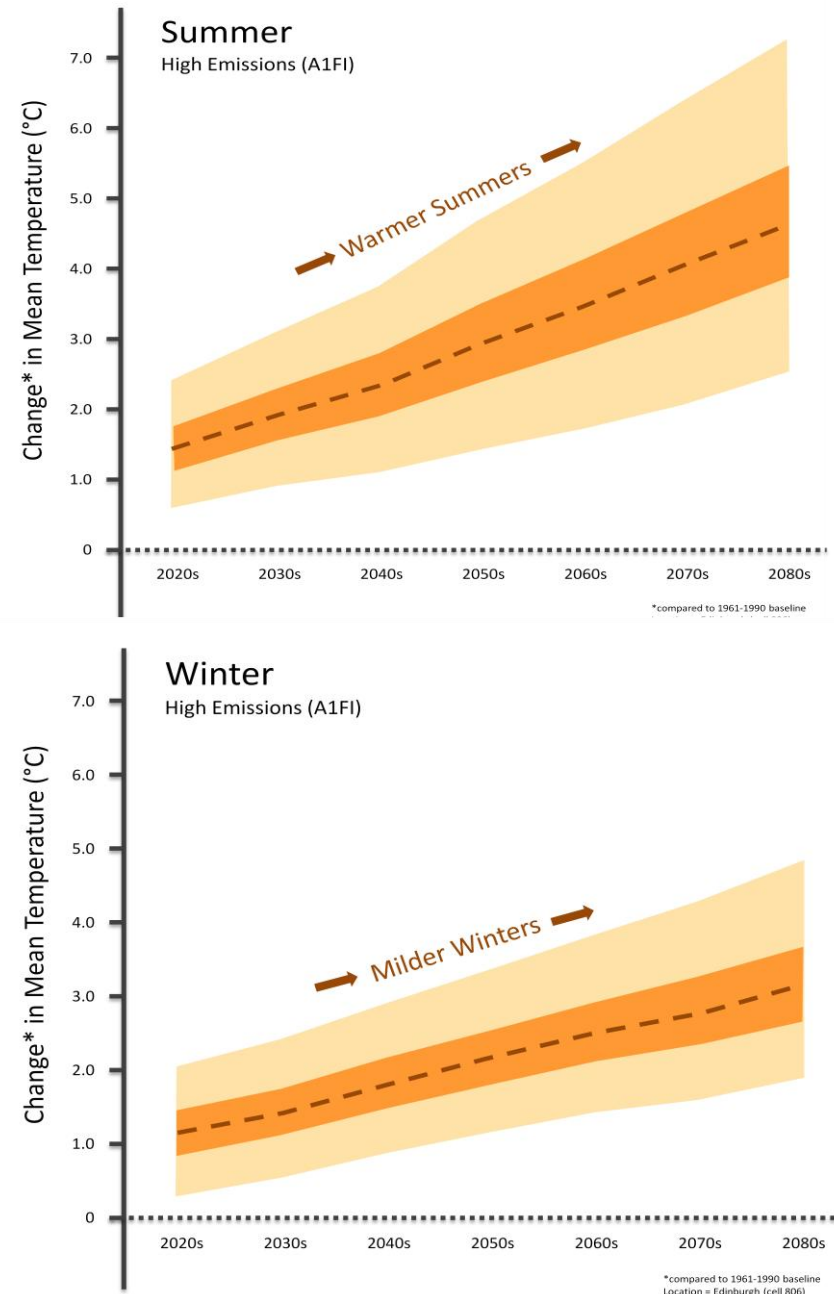 Summer
High Emissions (A1FI)
Change* in Mean Temperature (°C)
7.0
6.0
5.0
4.0
3.0
2.0
1.0
0
Warmer Summers
2020s 2030s 2040s 2050s 2060s 2070s 2080s
*compared to 1961-1990 baseline
Winter
High Emissions (A1FI)
Change* in Mean Temperature (°C)
7.0
6.0
5.0
4.0
3.0
2.0
1.0
0
Milder Winters
2020s 2030s 2040s 2050s 2060s 2070s 2080s
*compared to 1961-1990 baseline
Location = Edinburgh (cell 806)